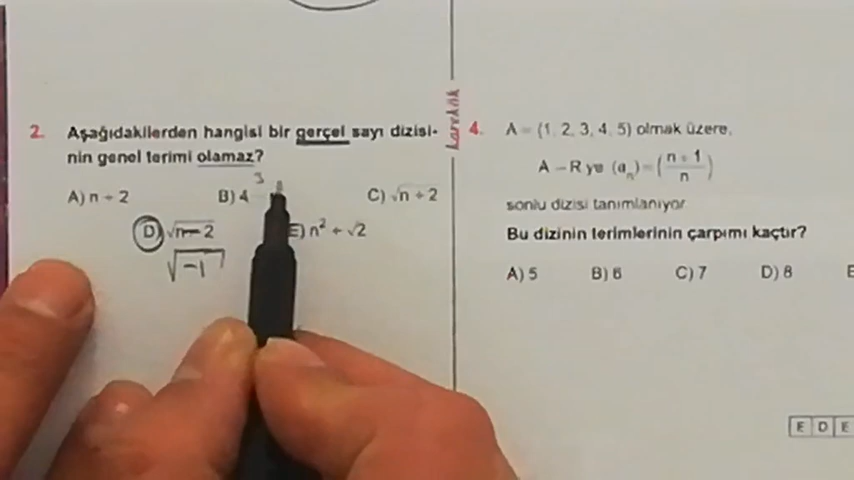 2. Aşağıdakilerden hangisi bir gerçel sayı dizisi-
nin genel terimi olamaz?
3
A) n + 2 B) 4 C) √n + 2
D) √n - 2 E) n² + √2
√-1
karekök
4. A = (1, 2, 3, 4, 5) olmak üzere,
A → R ye (aₙ) = (n + 1 / n)
sonlu dizisi tanımlanıyor
Bu dizinin terimlerinin çarpımı kaçtır?
A) 5 B) 6 C) 7 D) 8 E
E D E